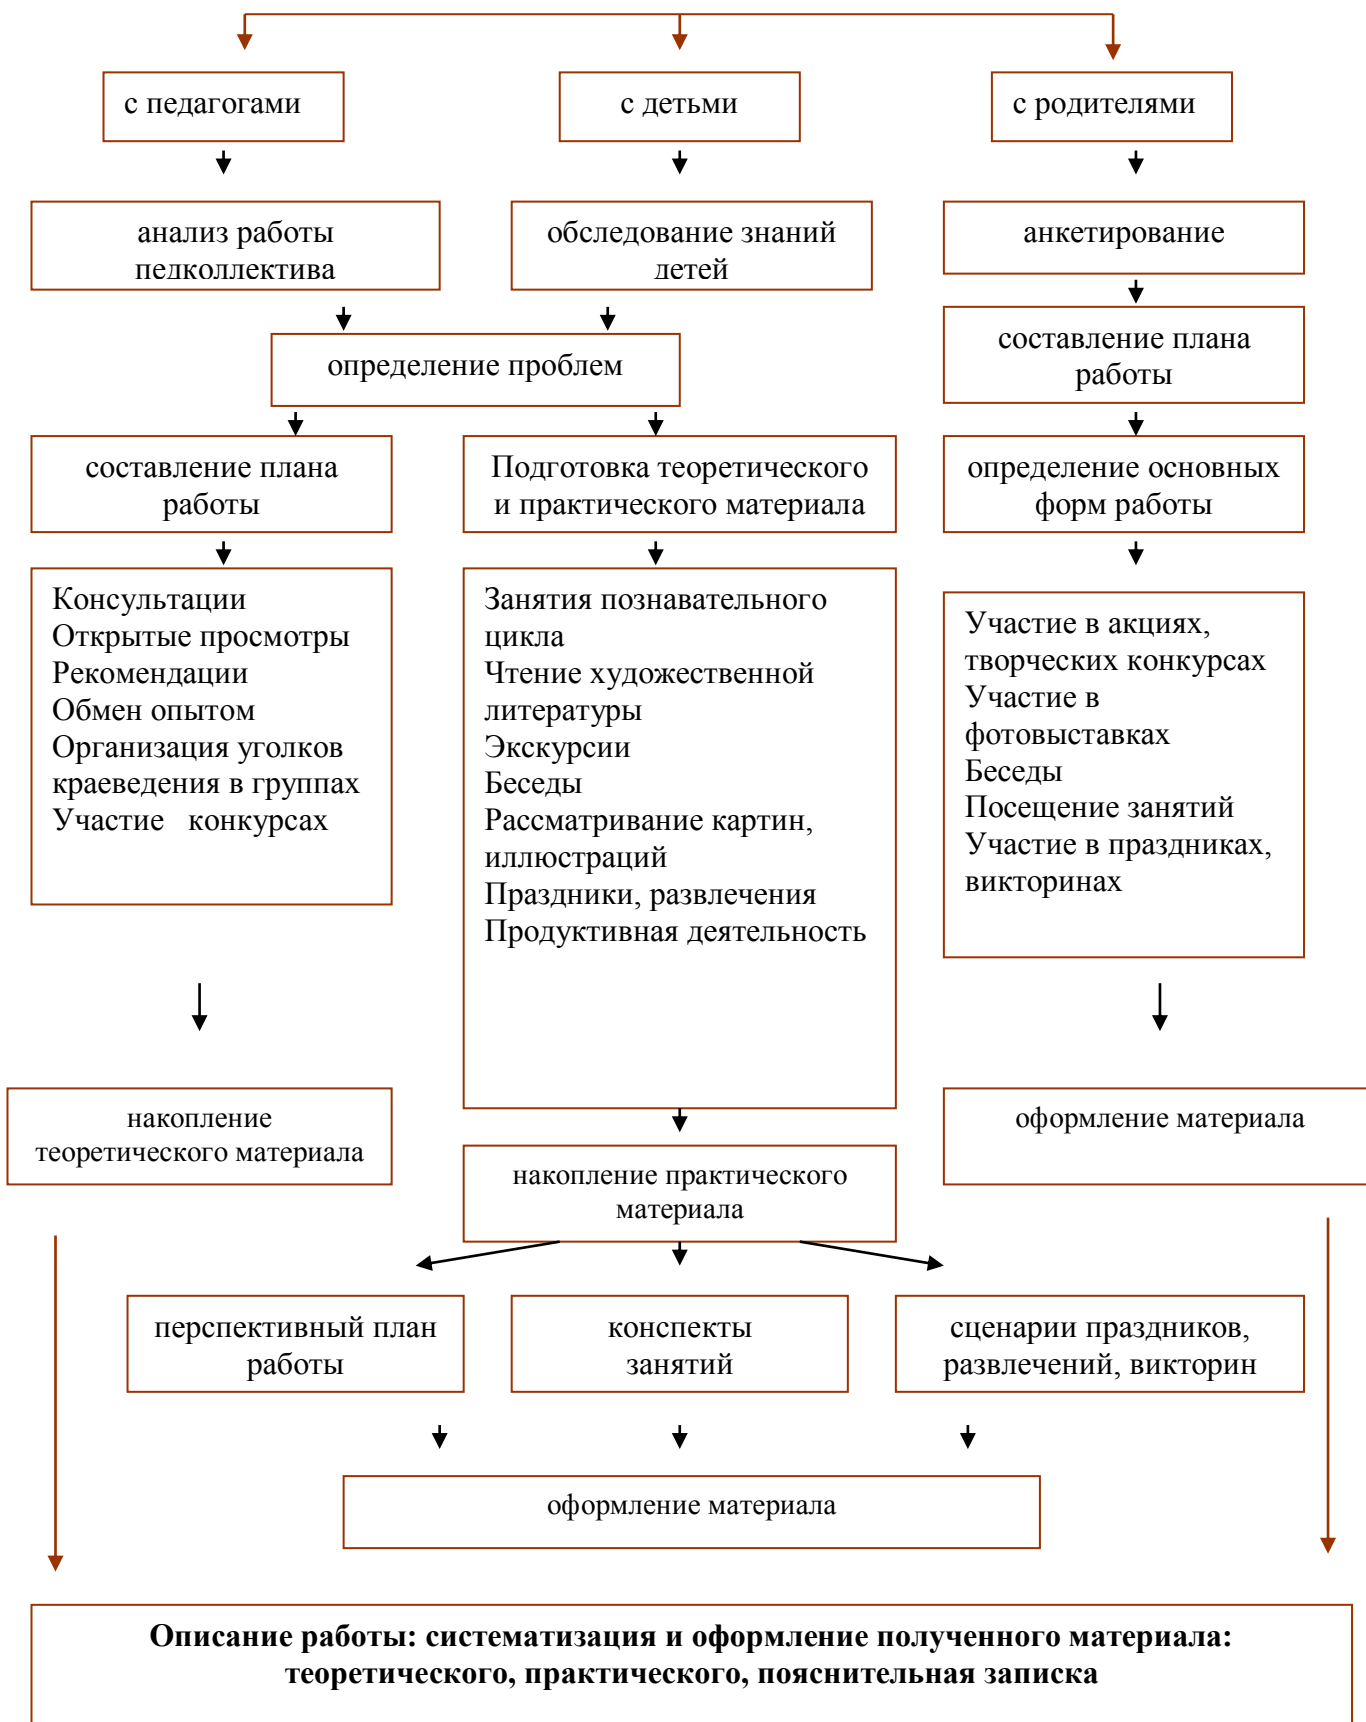 с педагогами
с детьми
с родителями
анализ работы
педколлектива
обследование знаний
детей
анкетирование
определение проблем
составление плана
работы
составление плана
работы
Подготовка теоретического
и практического материала
определение основных
форм работы
Консультации
Открытые просмотры
Рекомендации
Обмен опытом
Организация уголков
краеведения в группах
Участие конкурсах
Занятия познавательного
цикла
Чтение художественной
литературы
Экскурсии
Беседы
Рассматривание картин,
иллюстраций
Праздники, развлечения
Продуктивная деятельность
Участие в акциях,
творческих конкурсах
Участие в
фотовыставках
Беседы
Посещение занятий
Участие в праздниках,
викторинах
накопление
теоретического материала
накопление практического
материала
оформление материала
перспективный план
работы
конспекты
занятий
сценарии праздников,
развлечений, викторин
оформление материала
Описание работы: систематизация и оформление полученного материала:
теоретического, практического, пояснительная записка